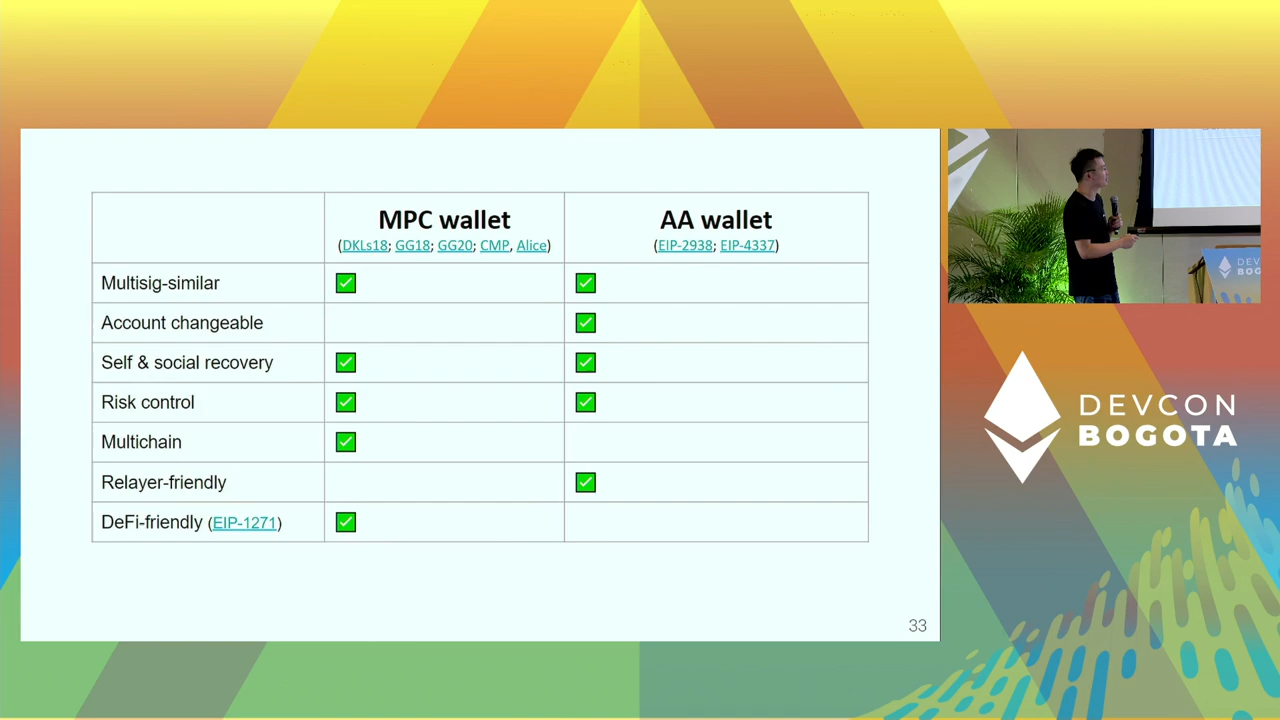 MPC wallet
(DKLs18; GG18; GG20; CMP, Alice)
AA wallet
(EIP-2938; EIP-4337)
Multisig-similar ✅ ✅
Account changeable ✅
Self & social recovery ✅ ✅
Risk control ✅ ✅
Multichain ✅
Relayer-friendly ✅
DeFi-friendly (EIP-1271) ✅
33
DEVCON
BOGOTA